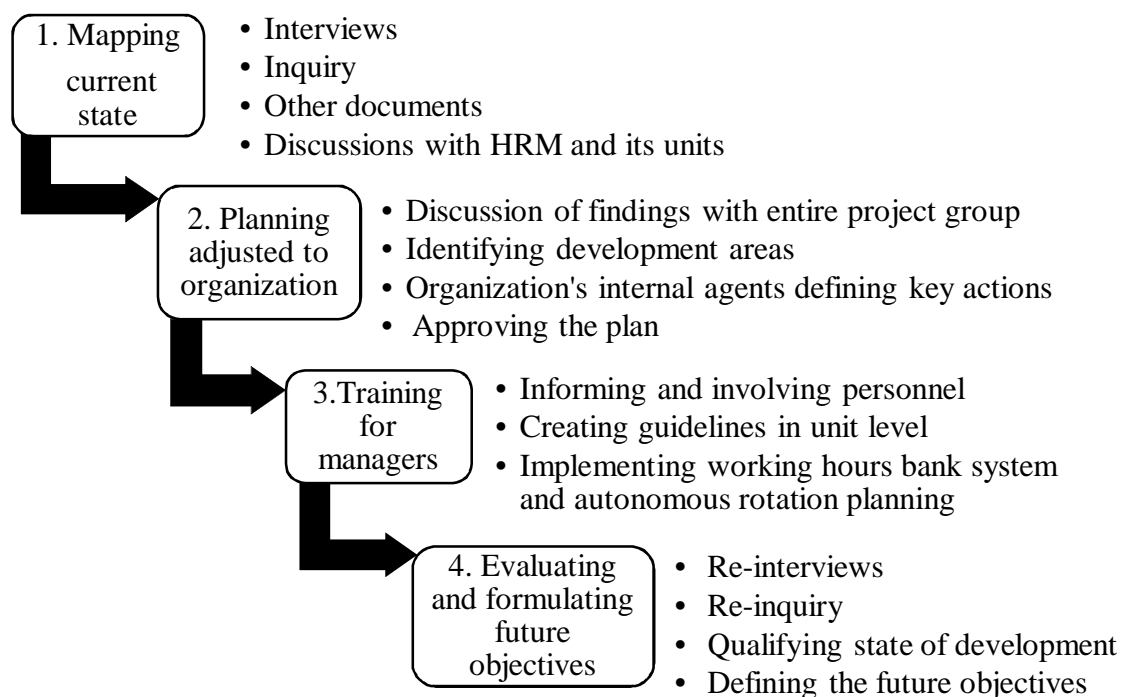 1. Mapping
current
state
• Interviews
• Inquiry
• Other documents
• Discussions with HRM and its units
2. Planning
adjusted to
organization
• Discussion of findings with entire project group
• Identifying development areas
• Organization's internal agents defining key actions
• Approving the plan
3.Training
for
managers
• Informing and involving personnel
• Creating guidelines in unit level
• Implementing working hours bank system
and autonomous rotation planning
4. Evaluating
and formulating
future
objectives
• Re-interviews
• Re-inquiry
• Qualifying state of development
• Defining the future objectives